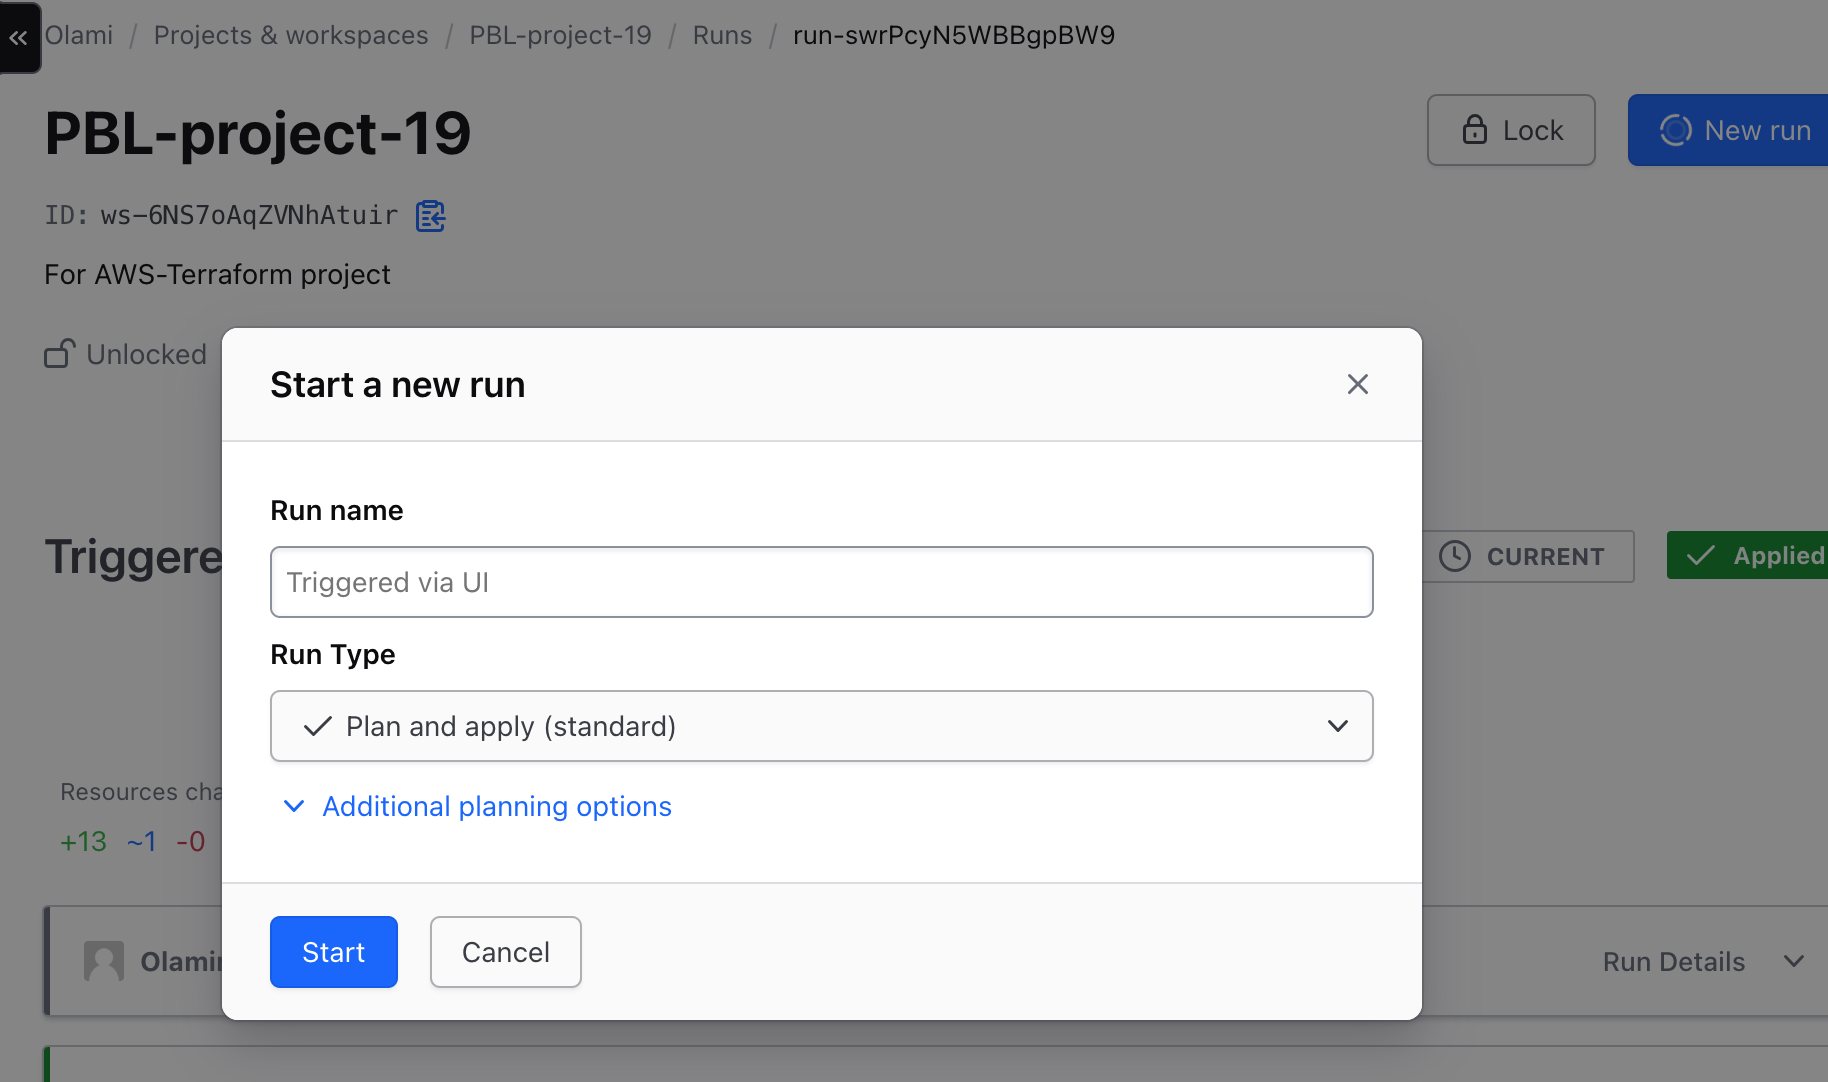 Olami / Projects & workspaces / PBL-project-19 / Runs / run-swrPcyN5WBBgpBW9
PBL-project-19
Lock
New run
ID: ws-6NS7oAqZVNhAtuir
For AWS-Terraform project
Unlocked
Start a new run
Run name
Triggered via UI
Run Type
Plan and apply (standard)
Additional planning options
Start
Cancel
Triggere
CURRENT
Applied
Resources cha
+13 ~1 -0
Olamin
Run Details